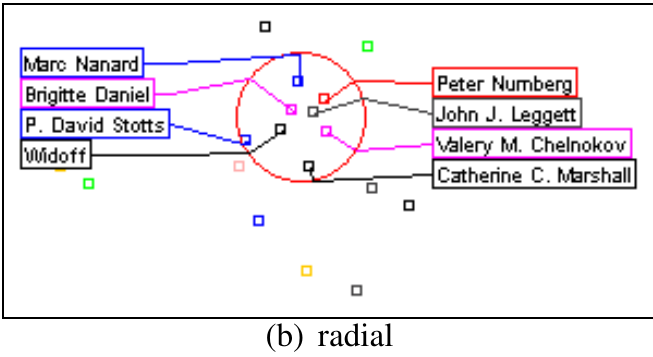 Marc Nanard
Brigitte Daniel
P. David Stotts
Widoff
Peter Nurnberg
John J. Leggett
Valery M. Chelnokov
Catherine C. Marshall
(b) radial